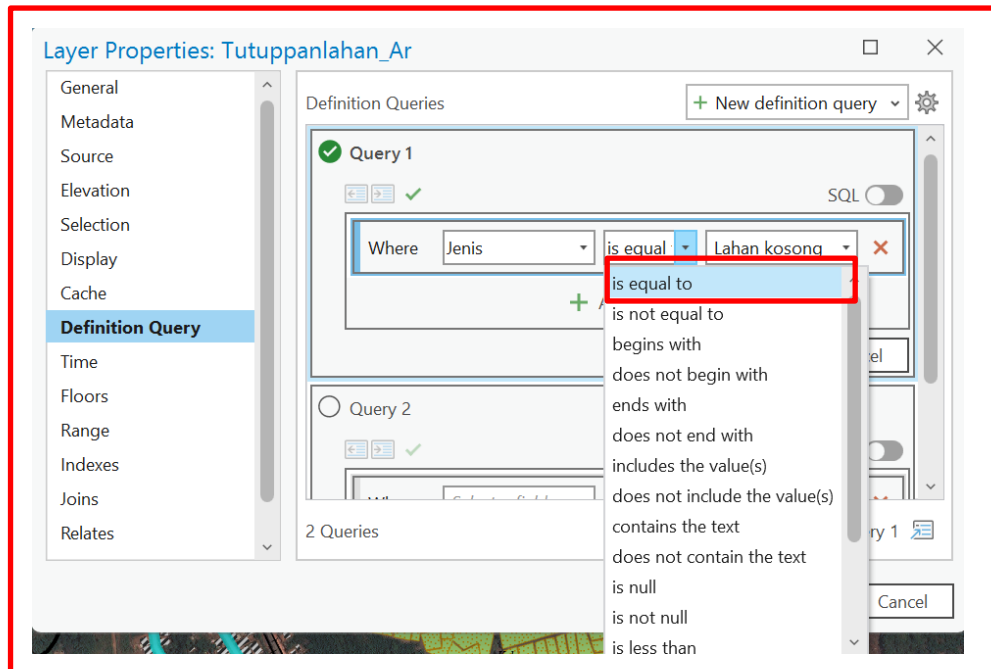 Layer Properties: Tutuppanlahan_Ar
General
Metadata
Source
Elevation
Selection
Display
Cache
Definition Query
Time
Floors
Range
Indexes
Joins
Relates
Definition Queries
New definition query
Query 1
SQL
Where Jenis is equal Lahan kosong
is equal to
is not equal to
begins with
does not begin with
ends with
does not end with
includes the value(s)
does not include the value(s)
contains the text
does not contain the text
is null
is not null
is less than
Query 2
2 Queries
Cancel